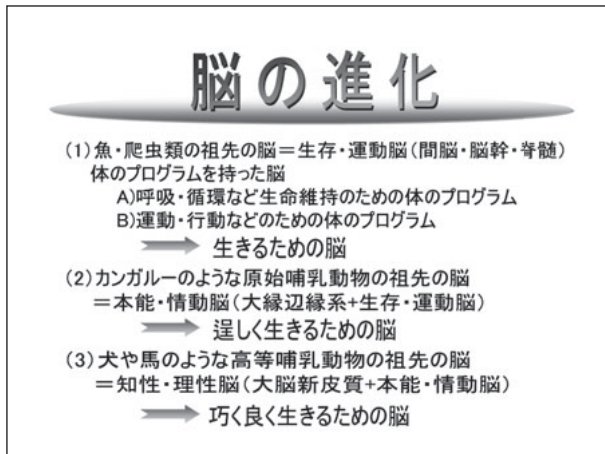 脳の進化
(1)魚・爬虫類の祖先の脳＝生存・運動脳(間脳・脳幹・脊髄)
体のプログラムを持った脳
A)呼吸・循環など生命維持のための体のプログラム
B)運動・行動などのための体のプログラム
生きるための脳
(2)カンガルーのような原始哺乳動物の祖先の脳
＝本能・情動脳(大縁辺縁系+生存・運動脳)
逞しく生きるための脳
(3)犬や馬のような高等哺乳動物の祖先の脳
＝知性・理性脳(大脳新皮質+本能・情動脳)
巧く良く生きるための脳